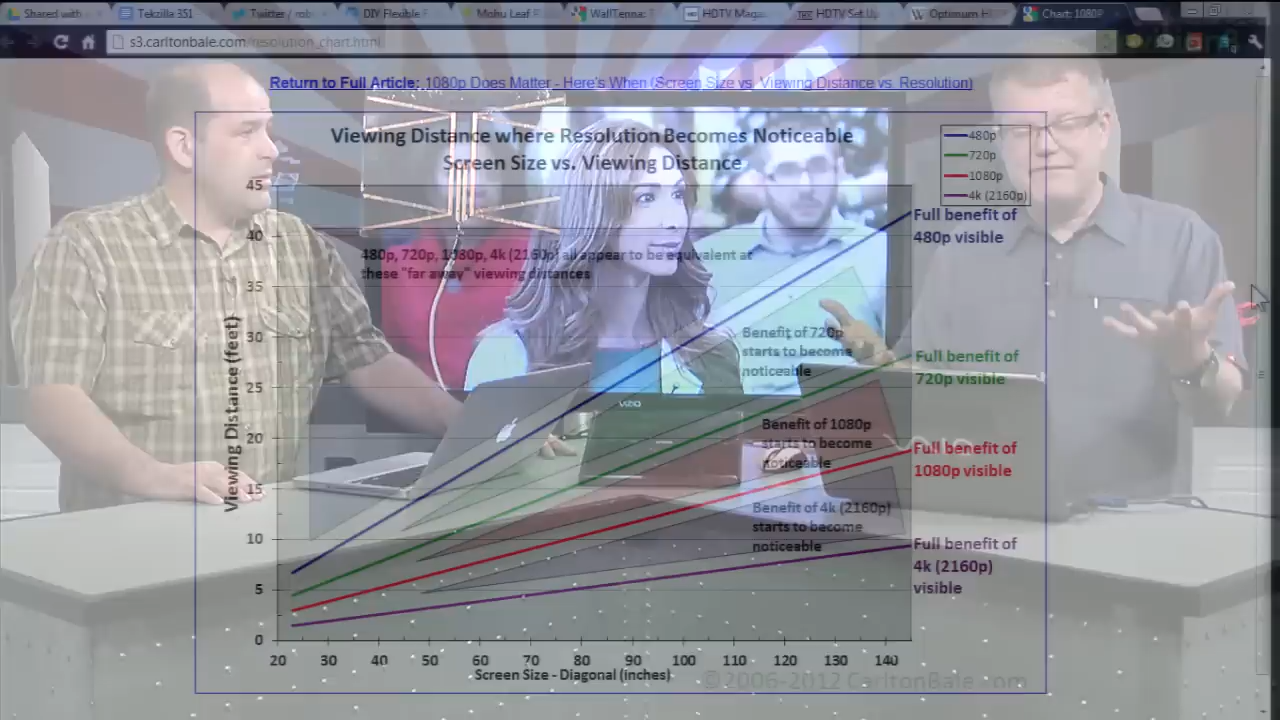 Shared with
Tekzilla 351
Twitter / rob
DIY Flexible F
Mohu Leaf P
WallTenna: T
HDTV Maga
HDTV Set Up
Optimum H
Chart: 1080P
s3.carltonbale.com/resolution_chart.html
Return to Full Article: 1080p Does Matter - Here's When (Screen Size vs. Viewing Distance vs. Resolution)
Viewing Distance where Resolution Becomes Noticeable
Screen Size vs. Viewing Distance
480p
720p
1080p
4k (2160p)
45
40
35
30
25
20
15
10
5
0
Viewing Distance (feet)
480p, 720p, 1080p, 4k (2160p) all appear to be equivalent at
these "far away" viewing distances
Full benefit of
480p visible
Benefit of 720p
starts to become
noticeable
Full benefit of
720p visible
VIZIO
Benefit of 1080p
starts to become
noticeable
Full benefit of
1080p visible
Benefit of 4k (2160p)
starts to become
noticeable
Full benefit of
4k (2160p)
visible
20 30 40 50 60 70 80 90 100 110 120 130 140
Screen Size - Diagonal (inches)
©2006-2012 CarltonBale.com